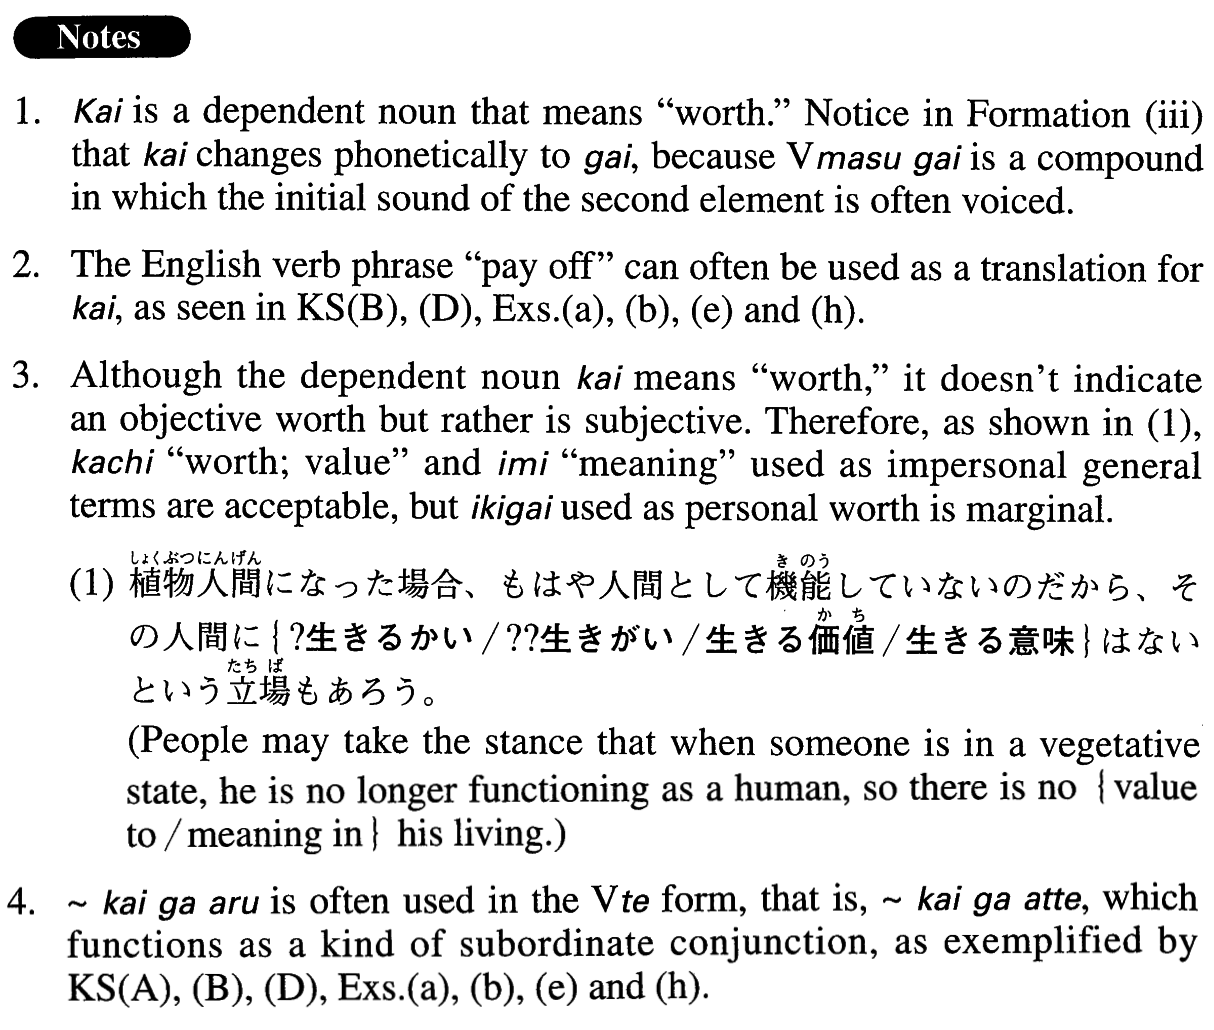 Notes
1. Kai is a dependent noun that means “worth.” Notice in Formation (iii)
that kai changes phonetically to gai, because Vmasu gai is a compound
in which the initial sound of the second element is often voiced.
2. The English verb phrase “pay off” can often be used as a translation for
kai, as seen in KS(B), (D), Exs.(a), (b), (e) and (h).
3. Although the dependent noun kai means “worth,” it doesn’t indicate
an objective worth but rather is subjective. Therefore, as shown in (1),
kachi “worth; value” and imi “meaning” used as impersonal general
terms are acceptable, but ikigai used as personal worth is marginal.
しょくぶつにんげん きのう
(1) 植物人間になった場合、もはや人間として機能していないのだから、そ
かち
の人間に{?生きるかい/??生きがい/生きる価値/生きる意味}はない
たちば
という立場もあろう。
(People may take the stance that when someone is in a vegetative
state, he is no longer functioning as a human, so there is no {value
to/meaning in} his living.)
4. ~ kai ga aru is often used in the Vte form, that is, ~ kai ga atte, which
functions as a kind of subordinate conjunction, as exemplified by
KS(A), (B), (D), Exs.(a), (b), (e) and (h).